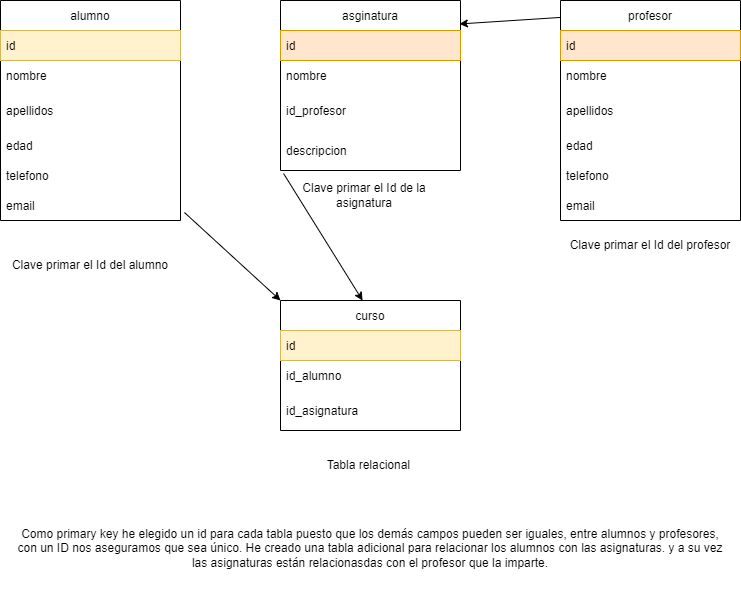 alumno
id
nombre
apellidos
edad
telefono
email
Clave primar el Id del alumno
asginatura
id
nombre
id_profesor
descripcion
Clave primar el Id de la
asignatura
profesor
id
nombre
apellidos
edad
telefono
email
Clave primar el Id del profesor
curso
id
id_alumno
id_asignatura
Tabla relacional
Como primary key he elegido un id para cada tabla puesto que los demás campos pueden ser iguales, entre alumnos y profesores,
con un ID nos aseguramos que sea único. He creado una tabla adicional para relacionar los alumnos con las asignaturas. y a su vez
las asignaturas están relacionasdas con el profesor que la imparte.